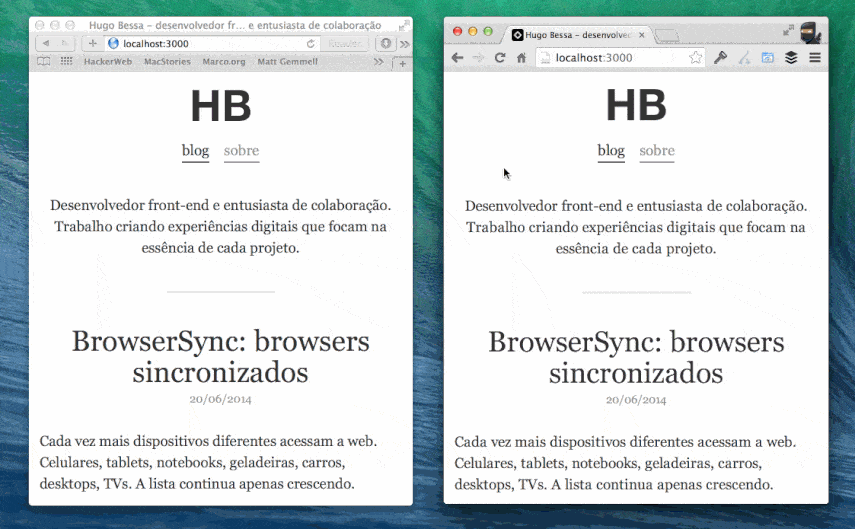 Hugo Bessa – desenvolvedor fr... e entusiasta de colaboração
localhost:3000
Reader
HackerWeb MacStories Marco.org Matt Gemmell
HB
blog sobre
Desenvolvedor front-end e entusiasta de colaboração.
Trabalho criando experiências digitais que focam na
essência de cada projeto.
BrowserSync: browsers
sincronizados
20/06/2014
Cada vez mais dispositivos diferentes acessam a web.
Celulares, tablets, notebooks, geladeiras, carros,
desktops, TVs. A lista continua apenas crescendo.
Hugo Bessa – desenvolved
localhost:3000
HB
blog sobre
Desenvolvedor front-end e entusiasta de colaboração.
Trabalho criando experiências digitais que focam na
essência de cada projeto.
BrowserSync: browsers
sincronizados
20/06/2014
Cada vez mais dispositivos diferentes acessam a web.
Celulares, tablets, notebooks, geladeiras, carros,
desktops, TVs. A lista continua apenas crescendo.